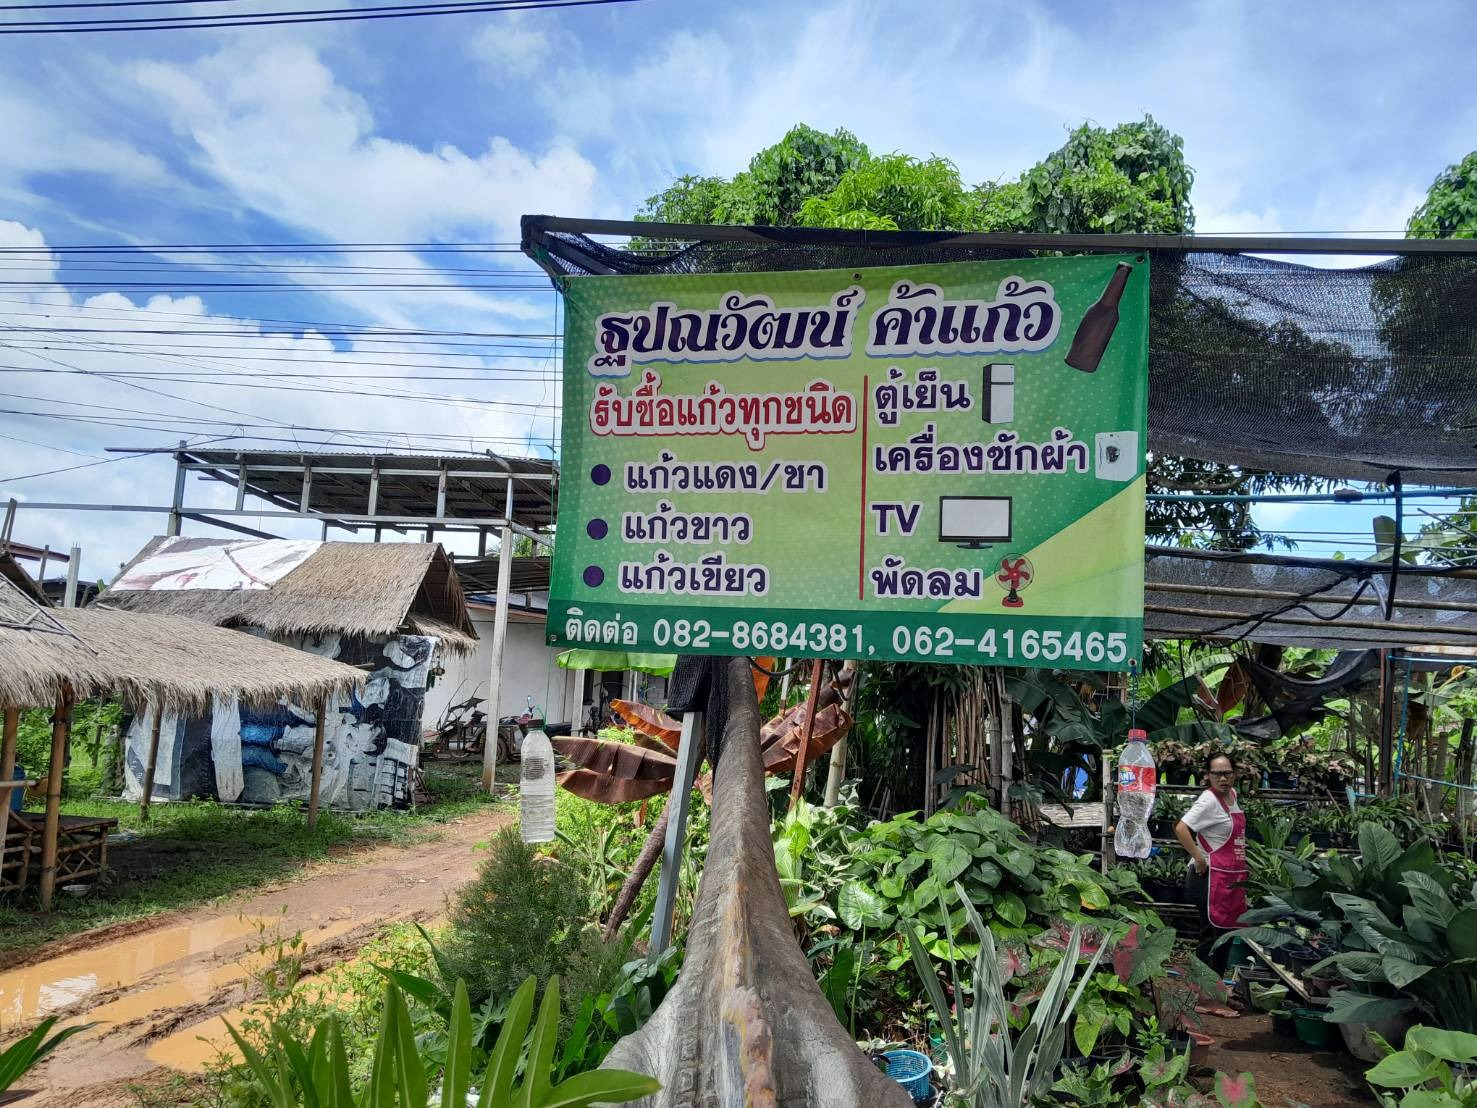 ฐปณวัฒน์ ค้าแก้ว
รับซื้อแก้วทุกชนิด
แก้วแดง/ชา
แก้วขาว
แก้วเขียว
ตู้เย็น
เครื่องซักผ้า
TV
พัดลม
ติดต่อ 082-8684381, 062-4165465